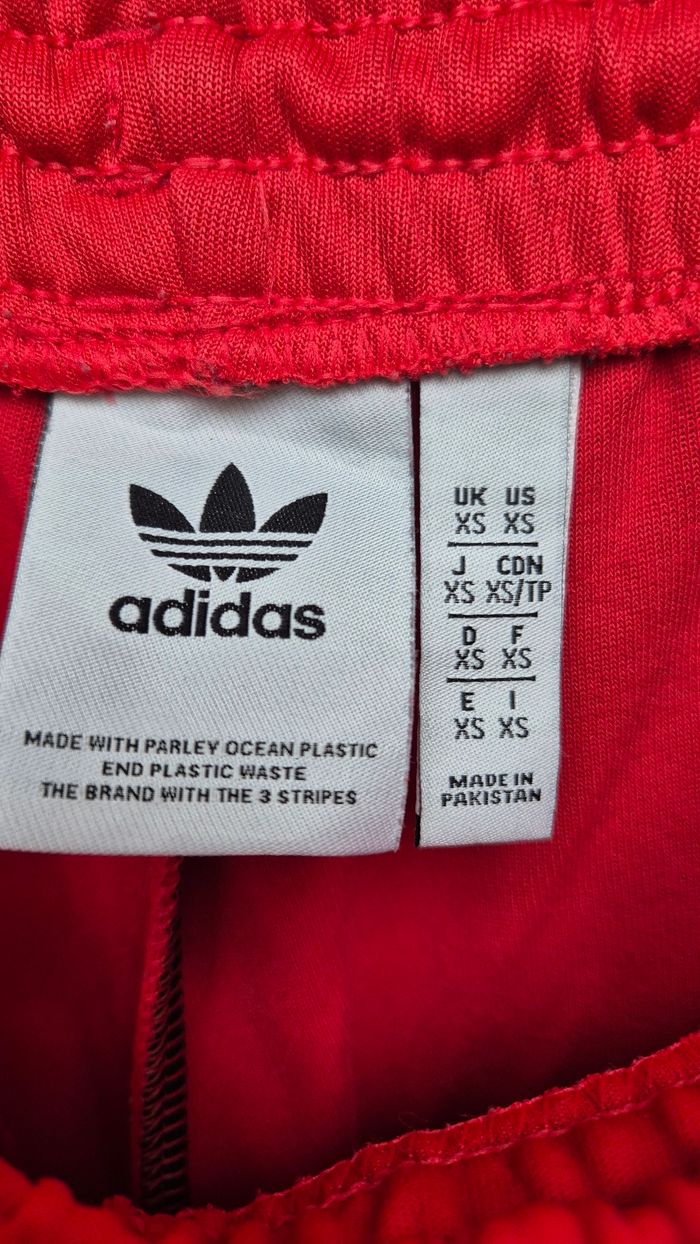 adidas
MADE WITH PARLEY OCEAN PLASTIC
END PLASTIC WASTE
THE BRAND WITH THE 3 STRIPES
UK US
XS XS
J CDN
XS XS/TP
D F
XS XS
E I
XS XS
MADE IN
PAKISTAN